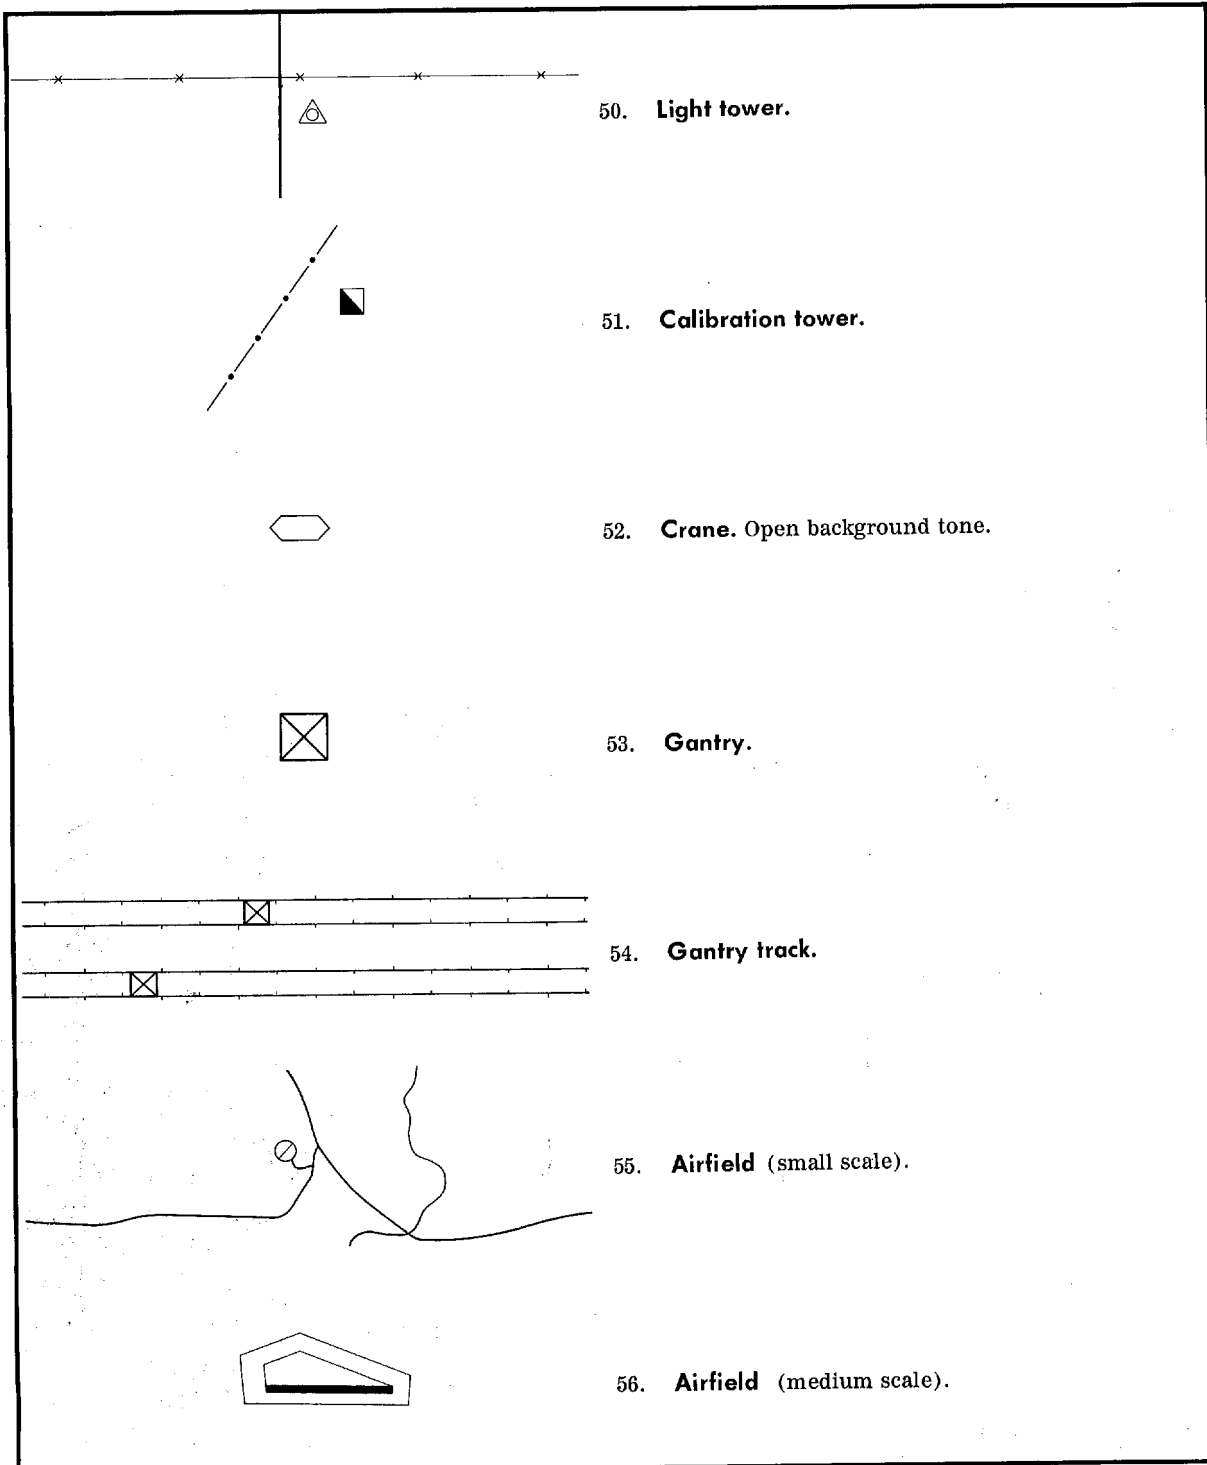 50. Light tower.
51. Calibration tower.
52. Crane. Open background tone.
53. Gantry.
54. Gantry track.
55. Airfield (small scale).
56. Airfield (medium scale).